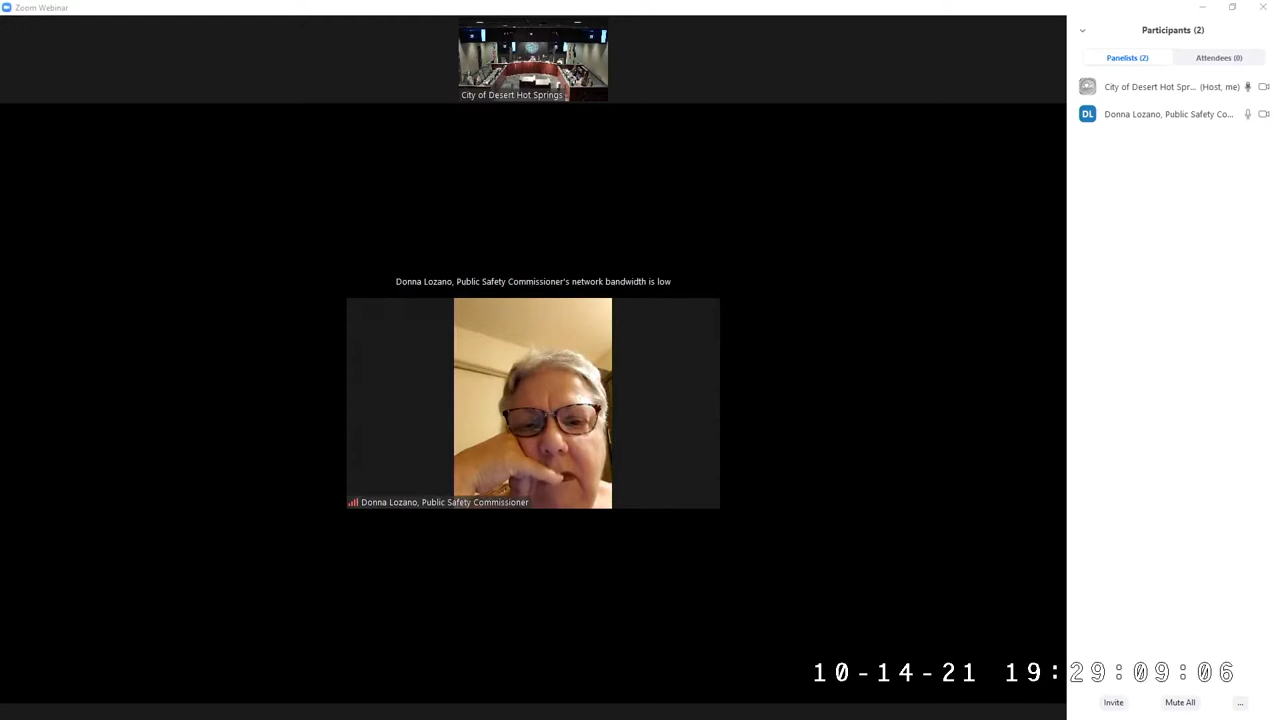 Zoom Webinar
City of Desert Hot Springs
Donna Lozano, Public Safety Commissioner's network bandwidth is low
Donna Lozano, Public Safety Commissioner
Participants (2)
Panelists (2)
Attendees (0)
City of Desert Hot Spr... (Host, me)
DL
Donna Lozano, Public Safety Co...
10-14-21 19:29:09:06
Invite
Mute All
...